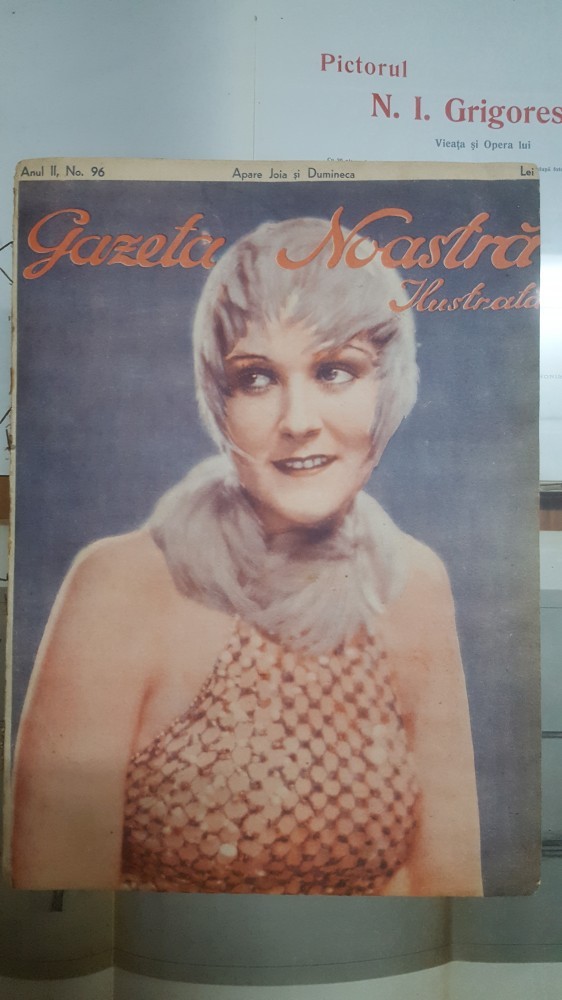 Pictorul
N. I. Grigores
Vieața și Opera lui
Anul II, No. 96 Apare Joia și Dumineca Lei
Gazeta Noastră
Ilustrată